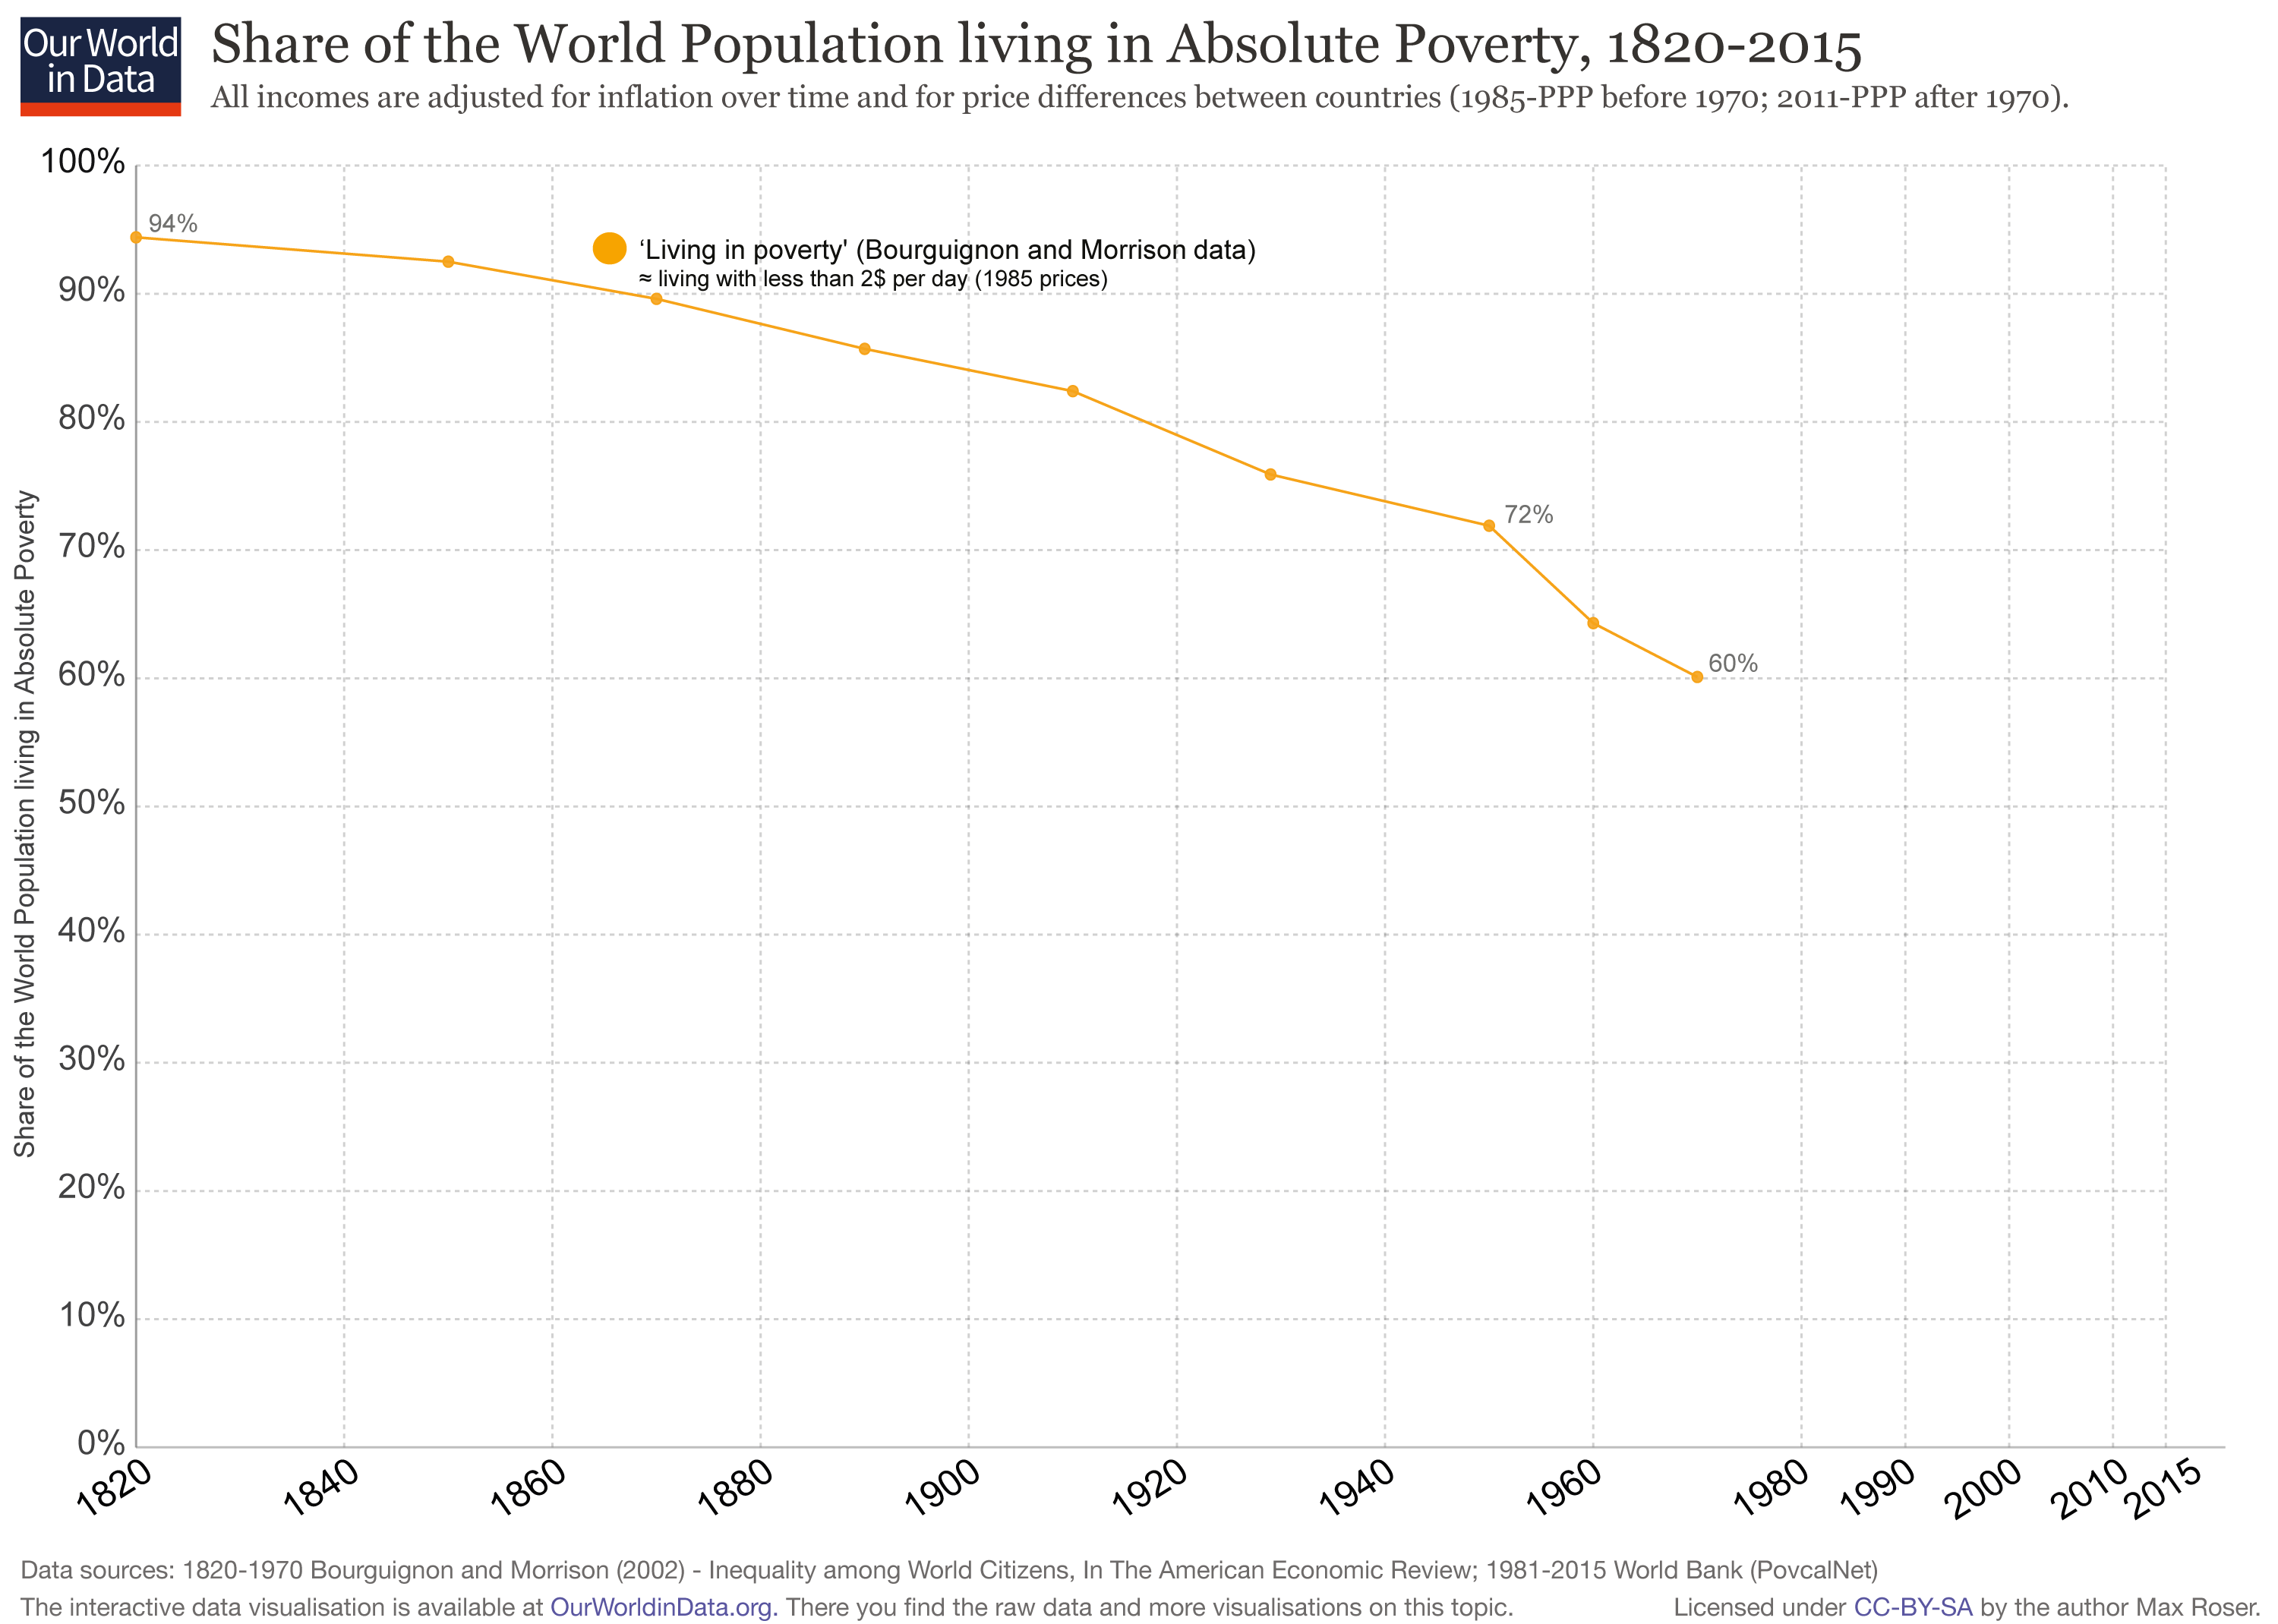 Our World
in Data
Share of the World Population living in Absolute Poverty, 1820-2015
All incomes are adjusted for inflation over time and for price differences between countries (1985-PPP before 1970; 2011-PPP after 1970).
100%
94%
‘Living in poverty' (Bourguignon and Morrison data)
≈ living with less than 2$ per day (1985 prices)
90%
80%
72%
70%
60%
60%
50%
40%
30%
20%
10%
0%
Share of the World Population living in Absolute Poverty
1820
1840
1860
1880
1900
1920
1940
1960
1980
1990
2000
2010
2015
Data sources: 1820-1970 Bourguignon and Morrison (2002) - Inequality among World Citizens, In The American Economic Review; 1981-2015 World Bank (PovcalNet)
The interactive data visualisation is available at OurWorldinData.org. There you find the raw data and more visualisations on this topic.
Licensed under CC-BY-SA by the author Max Roser.